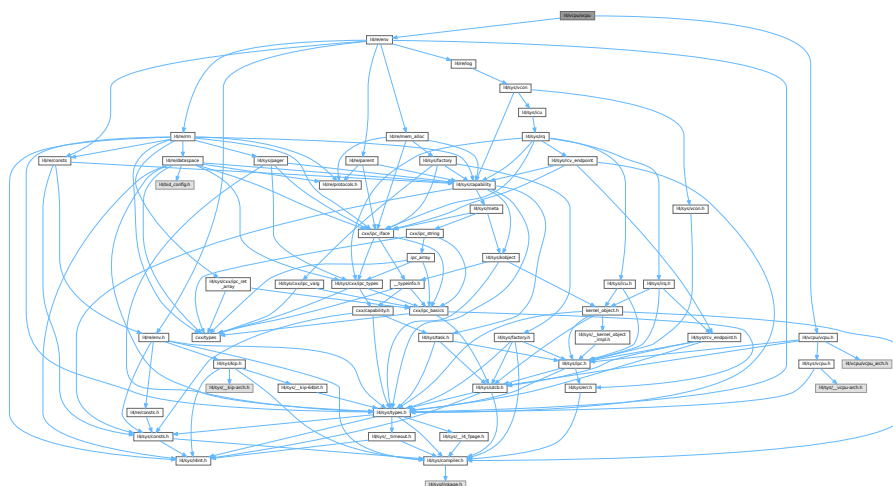 l4/vcpu/vcpu
l4/re/env
l4/re/log
l4/sys/vcon
l4/sys/icu
l4/re/rm
l4/re/mem_alloc
l4/sys/irq
l4/re/consts
l4/re/dataspace
l4/sys/pager
l4/re/parent
l4/sys/factory
l4/sys/rcv_endpoint
l4/bid_config.h
l4/re/protocols.h
l4/sys/capability
l4/sys/meta
l4/sys/vcon.h
cxx/ipc_iface
cxx/ipc_string
ipc_array
l4/sys/kobject
l4/sys/cxx/ipc_ret
_array
l4/sys/cxx/ipc_varg
l4/sys/cxx/ipc_types
__typeinfo.h
l4/sys/icu.h
l4/sys/irq.h
cxx/capability.h
cxx/ipc_basics
kernel_object.h
l4/re/env.h
cxx/types
l4/sys/task.h
l4/sys/factory.h
l4/sys/__kernel_object
_impl.h
l4/sys/rcv_endpoint.h
l4/vcpu/vcpu.h
l4/sys/kip.h
l4/sys/ipc.h
l4/sys/vcpu.h
l4/vcpu/vcpu_arch.h
l4/sys/__kip-arch.h
l4/sys/__kip-64bit.h
l4/sys/utcb.h
l4/sys/err.h
l4/sys/__vcpu-arch.h
l4/re/consts.h
l4/sys/types.h
l4/sys/consts.h
l4/sys/__timeout.h
l4/sys/__l4_fpage.h
l4/sys/l4int.h
l4/sys/compiler.h
l4/sys/linkage.h